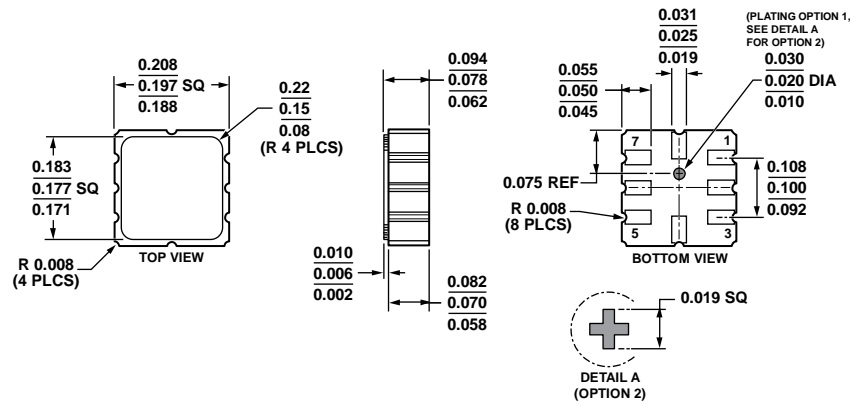 0.208
0.197 SQ
0.188
0.22
0.15
0.08
(R 4 PLCS)
0.183
0.177 SQ
0.171
R 0.008
(4 PLCS)
TOP VIEW
0.094
0.078
0.062
0.010
0.006
0.002
0.082
0.070
0.058
0.031
0.025
0.019
(PLATING OPTION 1,
SEE DETAIL A
FOR OPTION 2)
0.030
0.020 DIA
0.010
0.055
0.050
0.045
7
1
0.075 REF
0.108
0.100
0.092
R 0.008
(8 PLCS)
5
3
BOTTOM VIEW
0.019 SQ
DETAIL A
(OPTION 2)